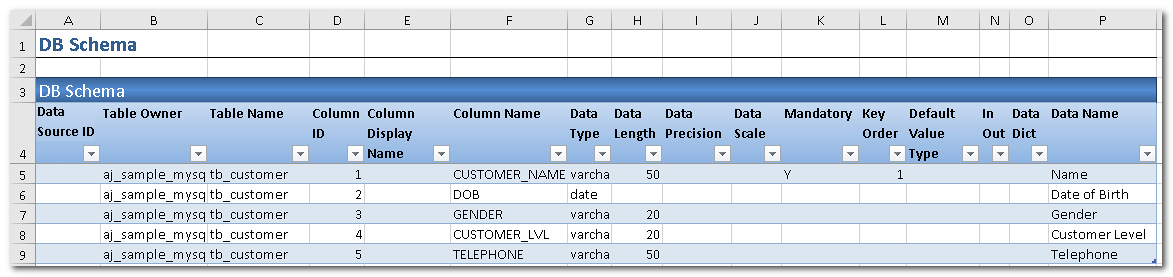 A B C D E F G H I J K L M N O P
1 DB Schema
2
3 DB Schema
4 Data Source ID Table Owner Table Name Column ID Column Display Name Column Name Data Type Data Length Data Precision Data Scale Mandatory Key Order Default Value Type In Out Data Dict Data Name
5 aj_sample_mysq tb_customer 1 CUSTOMER_NAME varcha 50 Y 1 Name
6 aj_sample_mysq tb_customer 2 DOB date Date of Birth
7 aj_sample_mysq tb_customer 3 GENDER varcha 20 Gender
8 aj_sample_mysq tb_customer 4 CUSTOMER_LVL varcha 20 Customer Level
9 aj_sample_mysq tb_customer 5 TELEPHONE varcha 50 Telephone